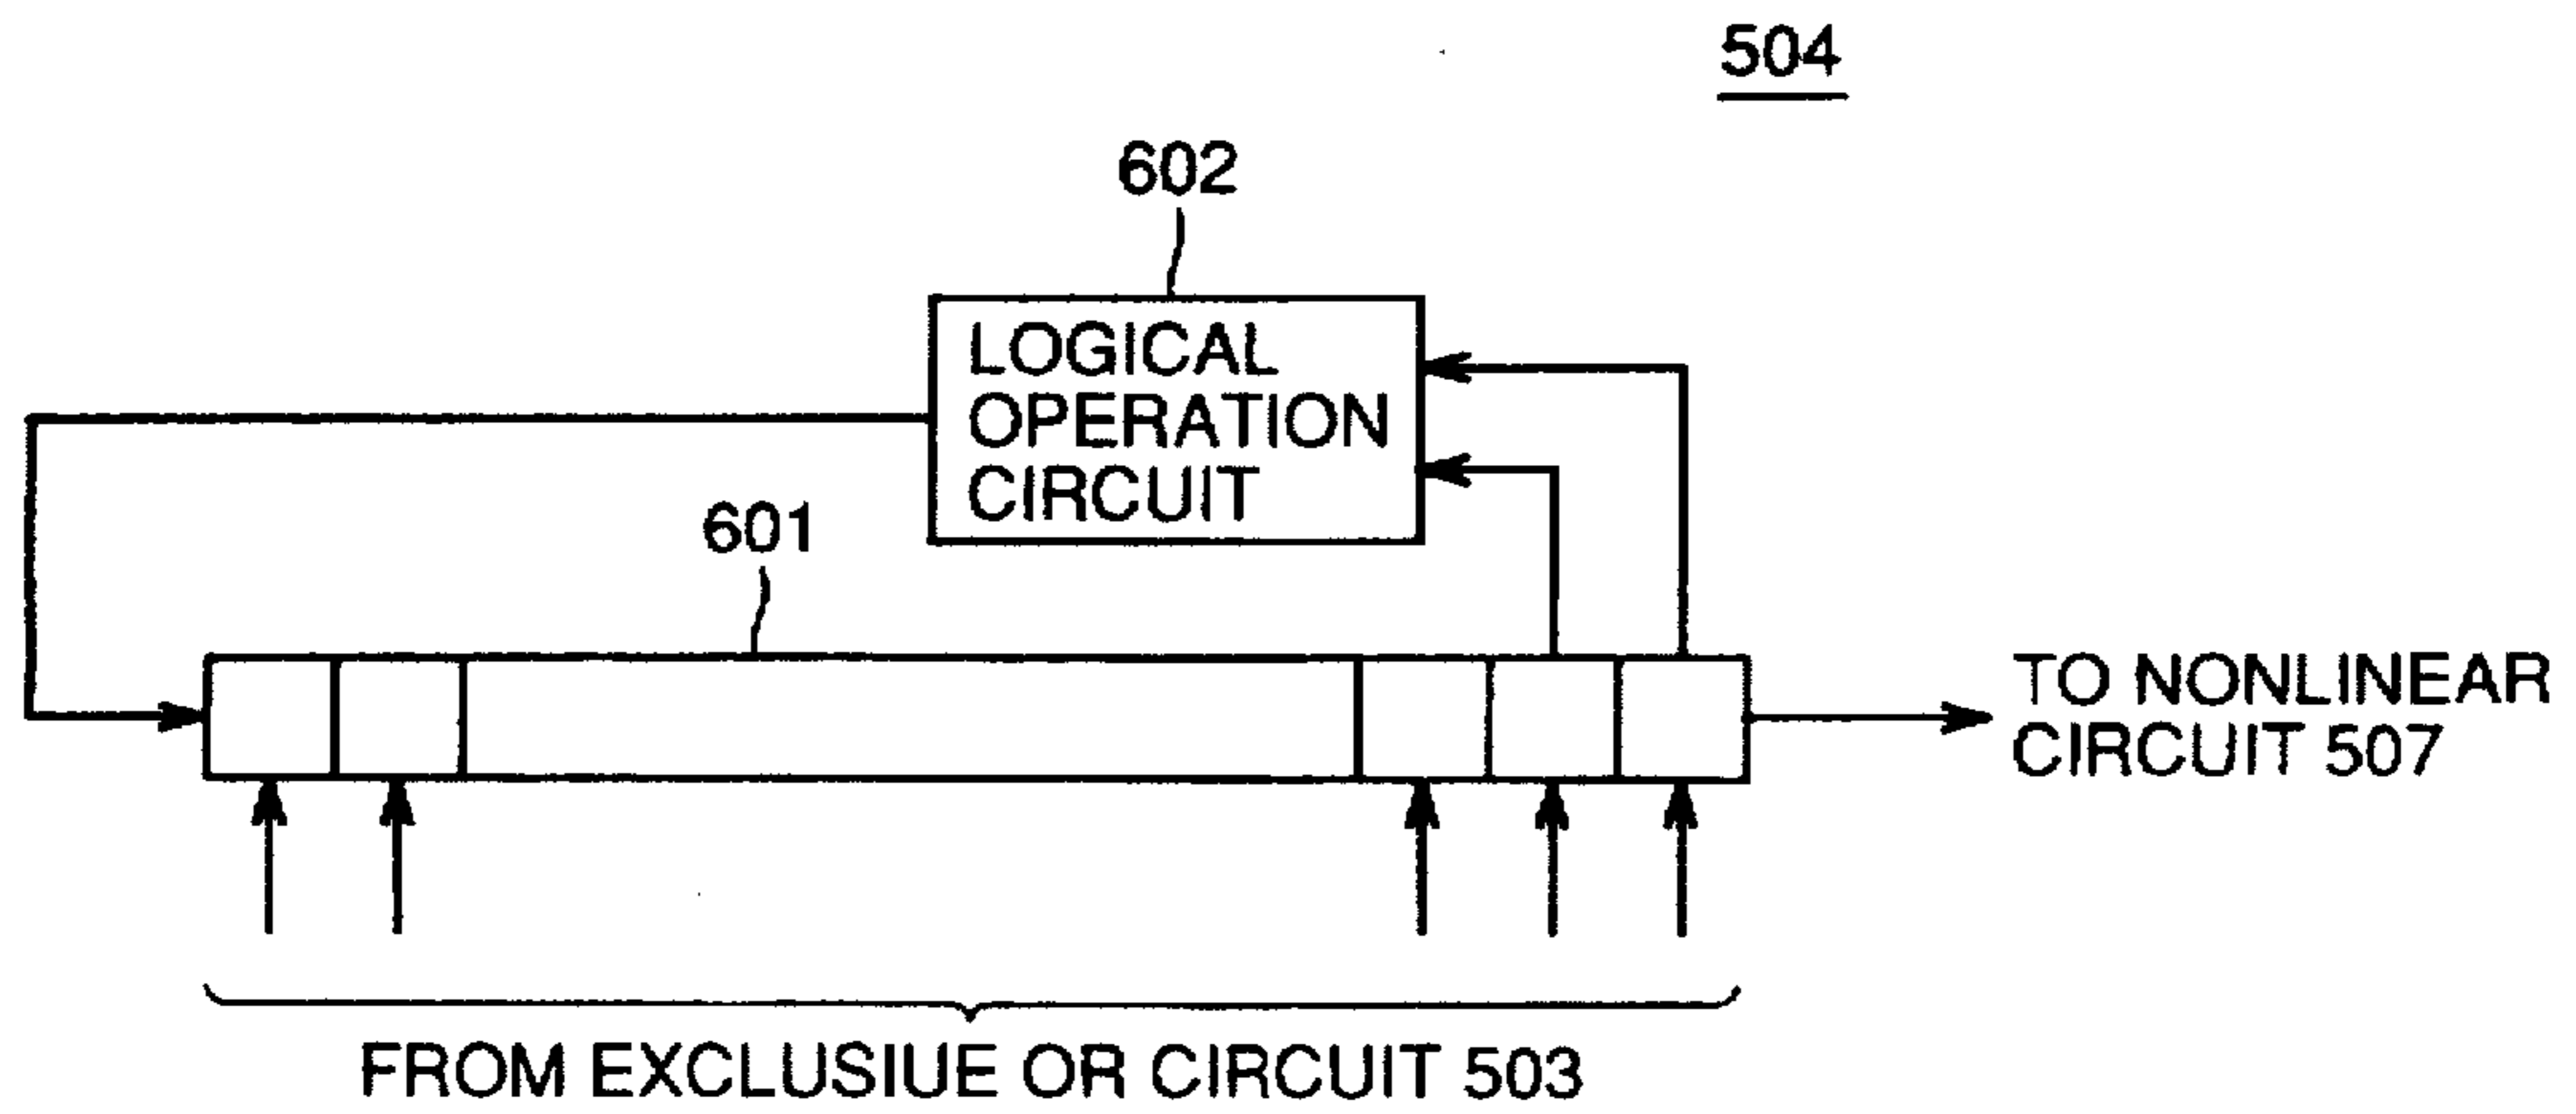 504
602
LOGICAL
OPERATION
CIRCUIT
601
TO NONLINEAR
CIRCUIT 507
FROM EXCLUSIUE OR CIRCUIT 503